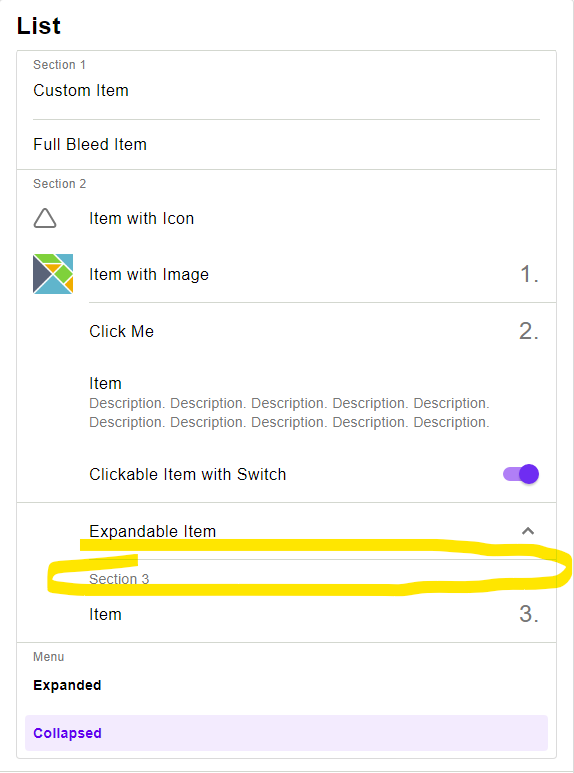 List
Section 1
Custom Item
Full Bleed Item
Section 2
Item with Icon
Item with Image 1.
Click Me 2.
Item
Description. Description. Description. Description. Description.
Description. Description. Description. Description. Description.
Clickable Item with Switch
Expandable Item
Section 3
Item 3.
Menu
Expanded
Collapsed